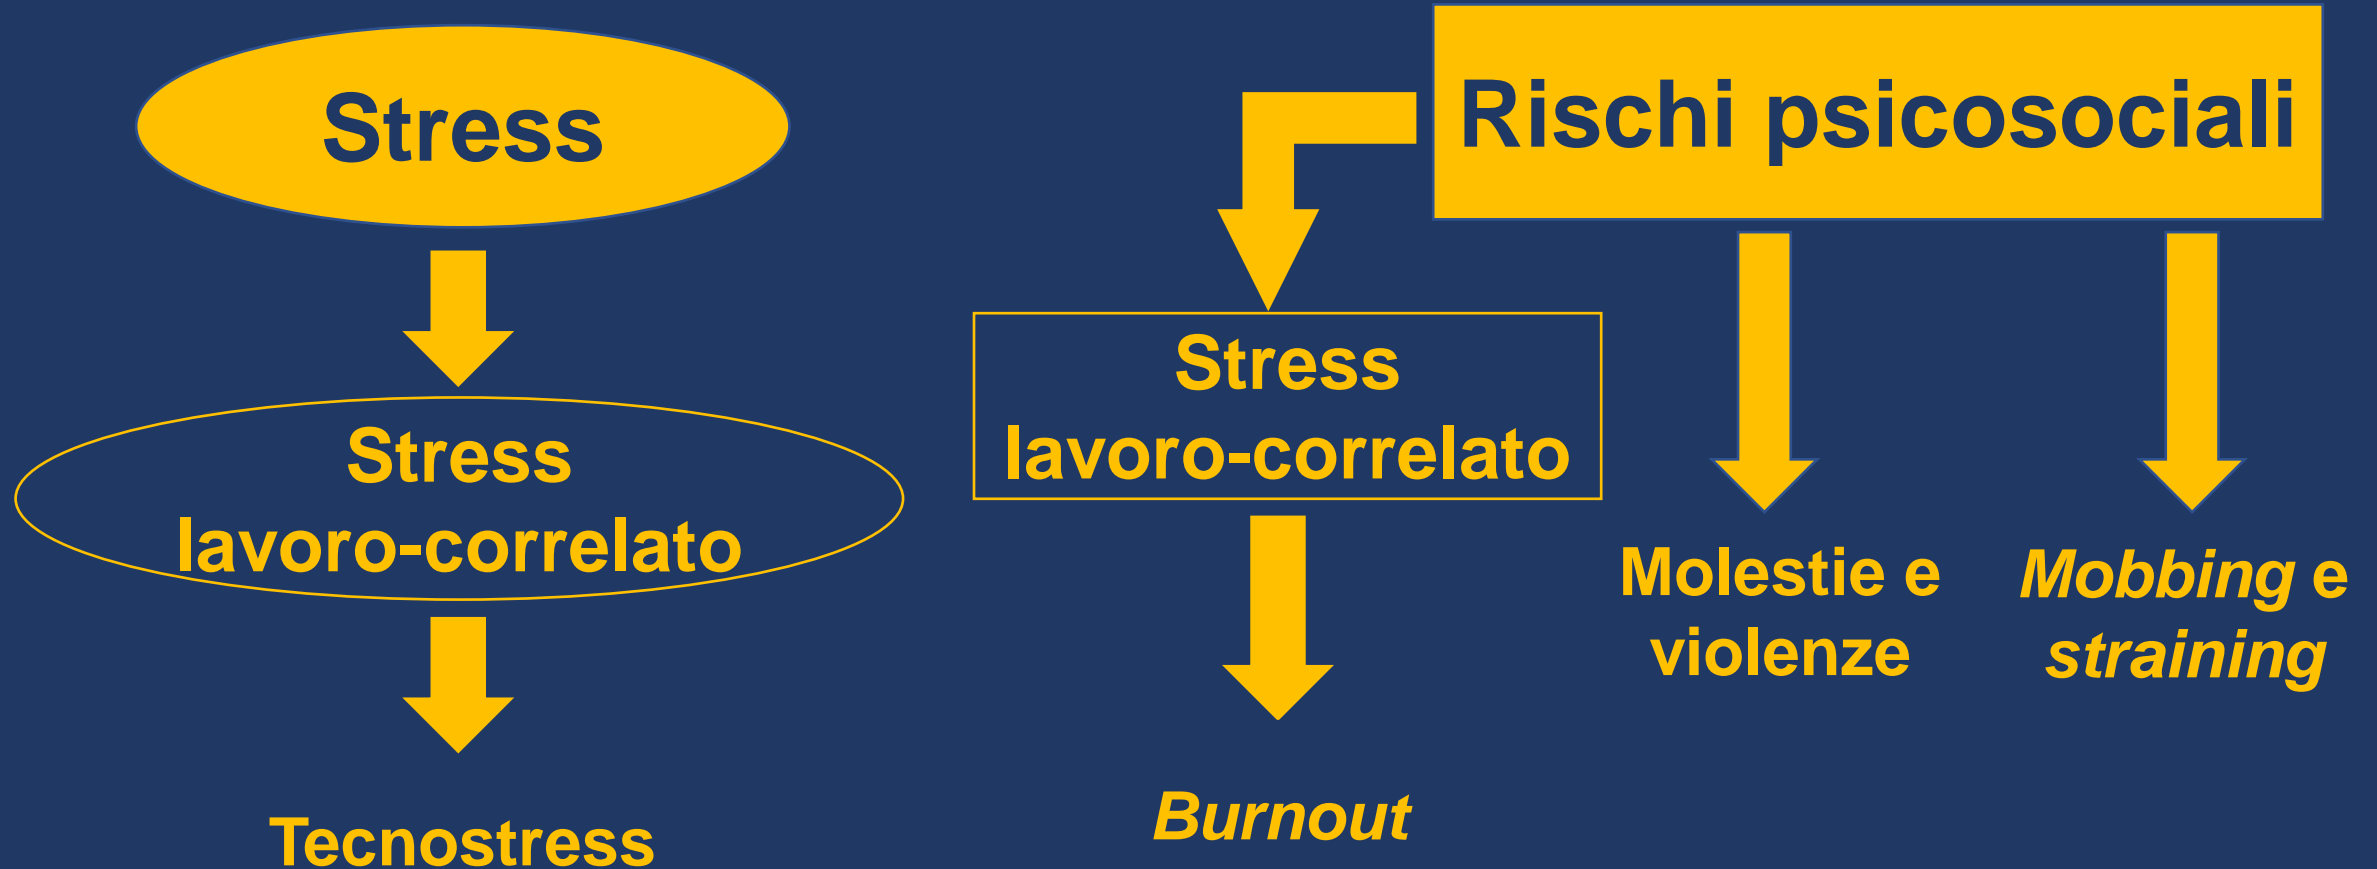 Stress
Stress
lavoro-correlato
Tecnostress
Rischi psicosociali
Stress
lavoro-correlato
Burnout
Molestie e
violenze
Mobbing e
straining